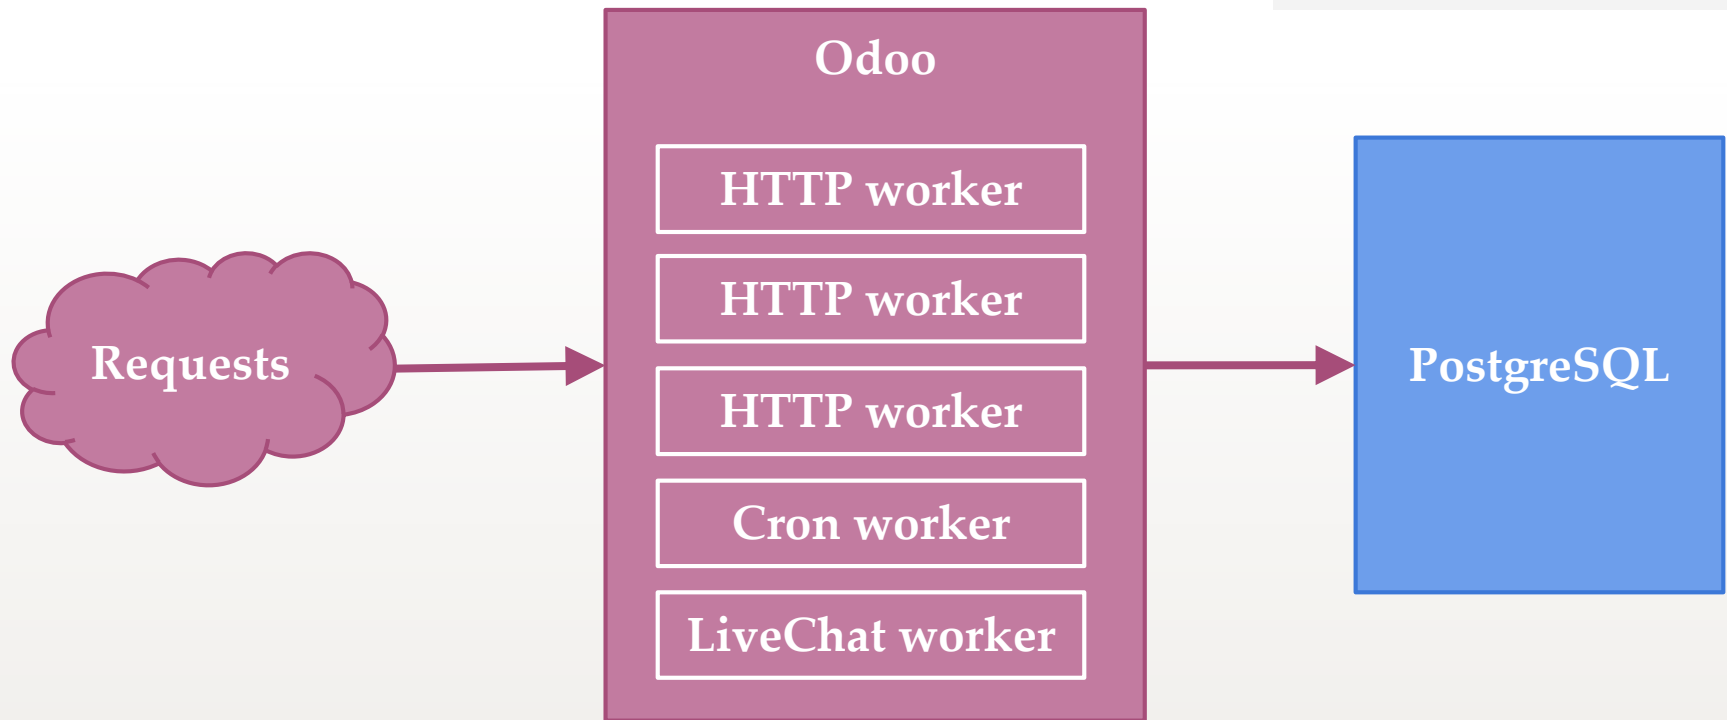 Odoo
HTTP worker
HTTP worker
HTTP worker
Cron worker
LiveChat worker
Requests
PostgreSQL